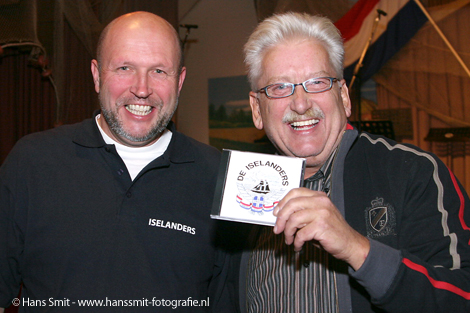 DE ISELANDERS
ISELANDERS
© Hans Smit - www.hanssmit-fotografie.nl